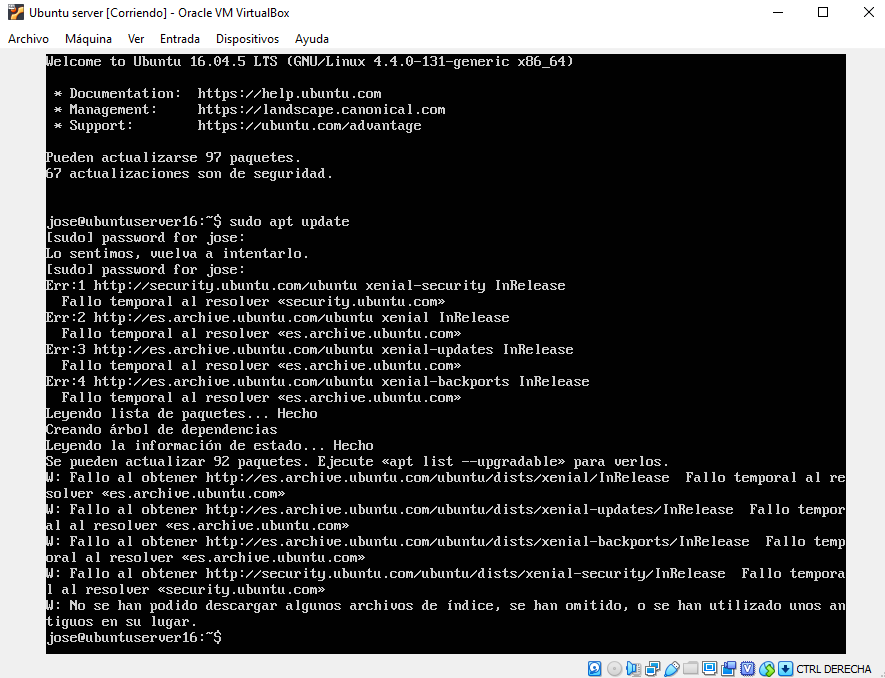 Ubuntu server [Corriendo] - Oracle VM VirtualBox
Archivo Máquina Ver Entrada Dispositivos Ayuda
Welcome to Ubuntu 16.04.5 LTS (GNU/Linux 4.4.0-131-generic x86_64)
* Documentation: https://help.ubuntu.com
* Management: https://landscape.canonical.com
* Support: https://ubuntu.com/advantage
Pueden actualizarse 97 paquetes.
67 actualizaciones son de seguridad.
jose@ubuntuserver16:~$ sudo apt update
[sudo] password for jose:
Lo sentimos, vuelva a intentarlo.
[sudo] password for jose:
Err:1 http://security.ubuntu.com/ubuntu xenial-security InRelease
Fallo temporal al resolver «security.ubuntu.com»
Err:2 http://es.archive.ubuntu.com/ubuntu xenial InRelease
Fallo temporal al resolver «es.archive.ubuntu.com»
Err:3 http://es.archive.ubuntu.com/ubuntu xenial-updates InRelease
Fallo temporal al resolver «es.archive.ubuntu.com»
Err:4 http://es.archive.ubuntu.com/ubuntu xenial-backports InRelease
Fallo temporal al resolver «es.archive.ubuntu.com»
Leyendo lista de paquetes... Hecho
Creando árbol de dependencias
Leyendo la información de estado... Hecho
Se pueden actualizar 92 paquetes. Ejecute «apt list --upgradable» para verlos.
W: Fallo al obtener http://es.archive.ubuntu.com/ubuntu/dists/xenial/InRelease  Fallo temporal al re
solver «es.archive.ubuntu.com»
W: Fallo al obtener http://es.archive.ubuntu.com/ubuntu/dists/xenial-updates/InRelease  Fallo tempor
al al resolver «es.archive.ubuntu.com»
W: Fallo al obtener http://es.archive.ubuntu.com/ubuntu/dists/xenial-backports/InRelease  Fallo temp
oral al resolver «es.archive.ubuntu.com»
W: Fallo al obtener http://security.ubuntu.com/ubuntu/dists/xenial-security/InRelease  Fallo tempora
l al resolver «security.ubuntu.com»
W: No se han podido descargar algunos archivos de índice, se han omitido, o se han utilizado unos an
tiguos en su lugar.
jose@ubuntuserver16:~$
CTRL DERECHA